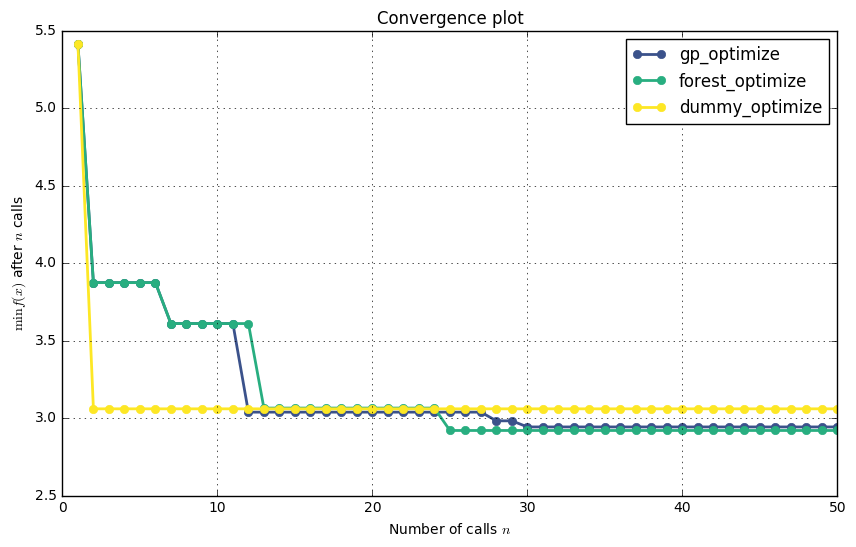 Convergence plot
5.5
5.0
4.5
4.0
3.5
3.0
2.5
min f(x) after n calls
gp_optimize
forest_optimize
dummy_optimize
0 10 20 30 40 50
Number of calls n